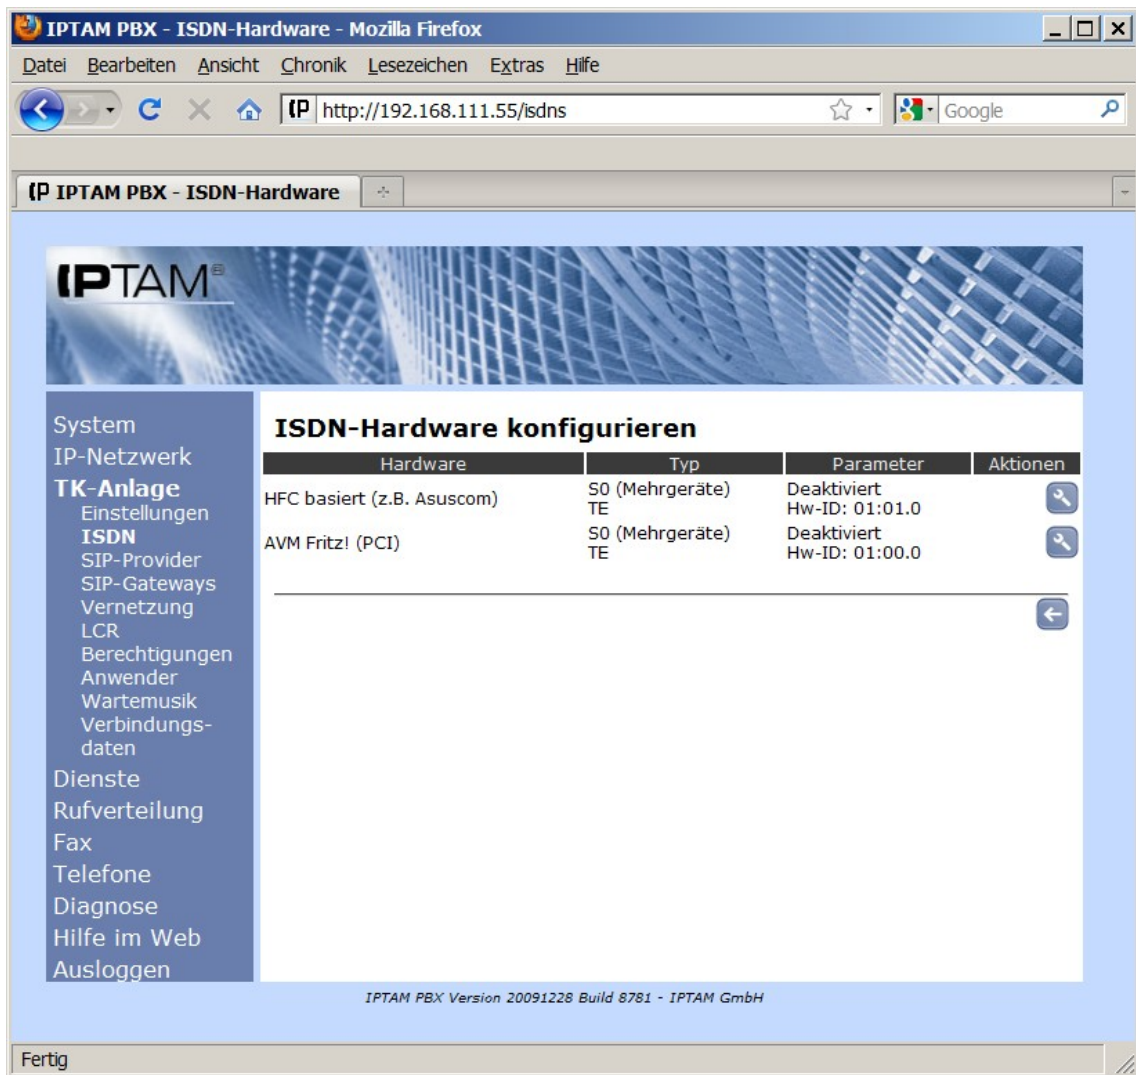 IPTAM PBX - ISDN-Hardware - Mozilla Firefox
Datei Bearbeiten Ansicht Chronik Lesezeichen Extras Hilfe
(P http://192.168.111.55/isdns Google
(P IPTAM PBX - ISDN-Hardware
IPTAM®
System
IP-Netzwerk
TK-Anlage
Einstellungen
ISDN
SIP-Provider
SIP-Gateways
Vernetzung
LCR
Berechtigungen
Anwender
Wartemusik
Verbindungs-
daten
Dienste
Rufverteilung
Fax
Telefone
Diagnose
Hilfe im Web
Ausloggen
ISDN-Hardware konfigurieren
Hardware Typ Parameter Aktionen
HFC basiert (z.B. Asuscom) S0 (Mehrgeräte) Deaktiviert
TE Hw-ID: 01:01.0
AVM Fritz! (PCI) S0 (Mehrgeräte) Deaktiviert
TE Hw-ID: 01:00.0
IPTAM PBX Version 20091228 Build 8781 - IPTAM GmbH
Fertig